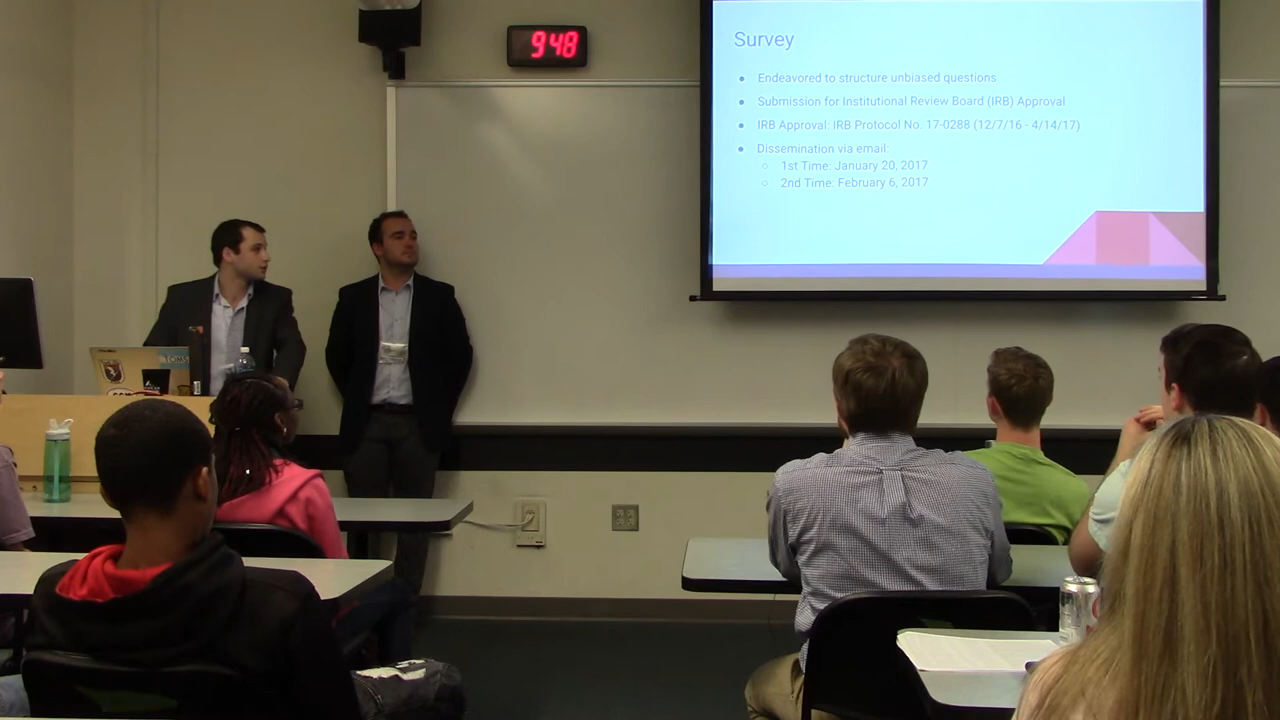 948
Survey
Endeavored to structure unbiased questions
Submission for Institutional Review Board (IRB) Approval
IRB Approval: IRB Protocol No. 17-0288 (12/7/16 - 4/14/17)
Dissemination via email:
1st Time: January 20, 2017
2nd Time: February 6, 2017
TOMS